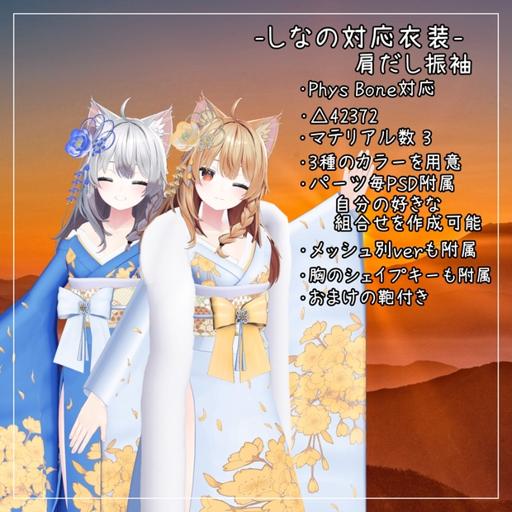 -しなの対応衣装-
肩だし振袖
・Phys Bone対応
・△42372
・マテリアル数 3
・3種のカラーを用意
・パーツ毎PSD附属
自分の好きな
組合せを作成可能
・メッシュ別verも附属
・胸のシェイプキーも附属
・おまけの鞄付き